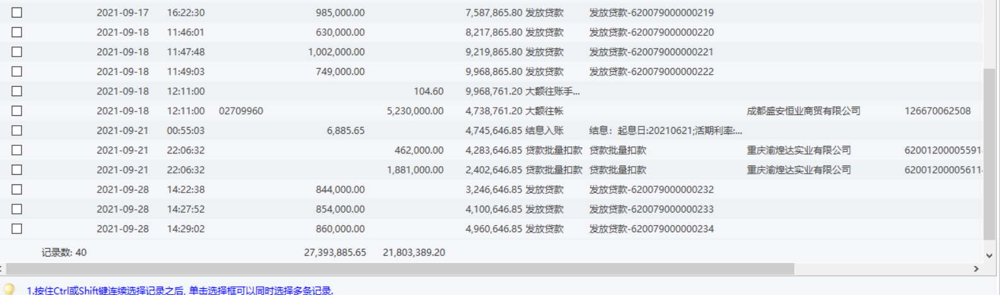 2021-09-17 16:22:30 985,000.00 7,587,865.80 发放贷款 发放贷款-620079000000219
2021-09-18 11:46:01 630,000.00 8,217,865.80 发放贷款 发放贷款-620079000000220
2021-09-18 11:47:48 1,002,000.00 9,219,865.80 发放贷款 发放贷款-620079000000221
2021-09-18 11:49:03 749,000.00 9,968,865.80 发放贷款 发放贷款-620079000000222
2021-09-18 12:11:00 104.60 9,968,761.20 大额往账手...
2021-09-18 12:11:00 02709960 5,230,000.00 4,738,761.20 大额往帐 成都盛安恒业商贸有限公司 126670062508
2021-09-21 00:55:03 6,885.65 4,745,646.85 结息入账 结息：起息日:20210621;活期利率:...
2021-09-21 22:06:32 462,000.00 4,283,646.85 贷款批量扣款 贷款批量扣款 重庆渝煌达实业有限公司 62001200005591
2021-09-21 22:06:32 1,881,000.00 2,402,646.85 贷款批量扣款 贷款批量扣款 重庆渝煌达实业有限公司 62001200005611
2021-09-28 14:22:38 844,000.00 3,246,646.85 发放贷款 发放贷款-620079000000232
2021-09-28 14:27:52 854,000.00 4,100,646.85 发放贷款 发放贷款-620079000000233
2021-09-28 14:29:02 860,000.00 4,960,646.85 发放贷款 发放贷款-620079000000234
记录数: 40 27,393,885.65 21,803,389.20
1.按住Ctrl或Shift键连续选择记录之后, 单击选择框可以同时选择多条记录.